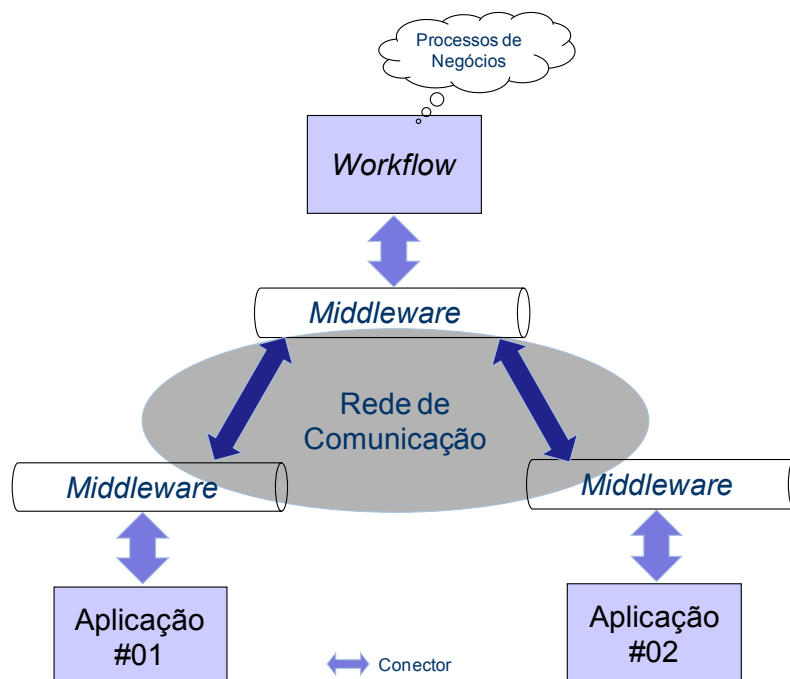 Processos de
Negócios
Workflow
Middleware
Rede de
Comunicação
Middleware
Middleware
Aplicação
#01
Aplicação
#02
Conector